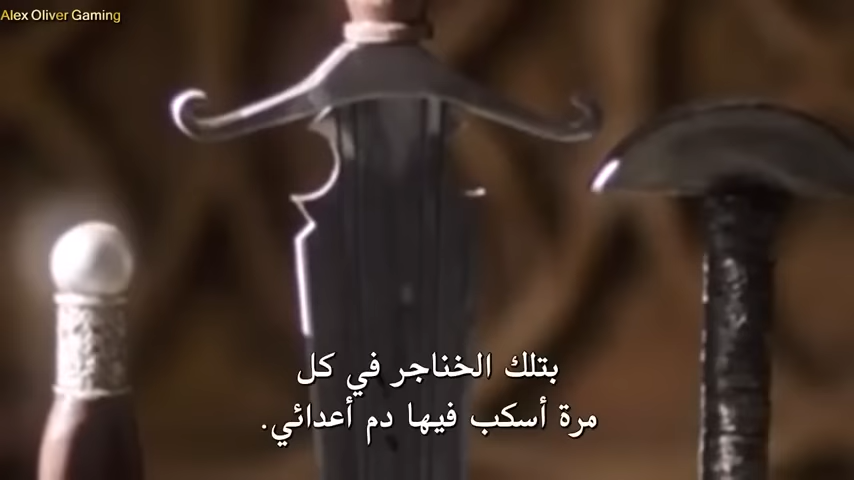 Alex Oliver Gaming
بتلك الخناجر في كل
مرة أسكب فيها دم أعدائي.